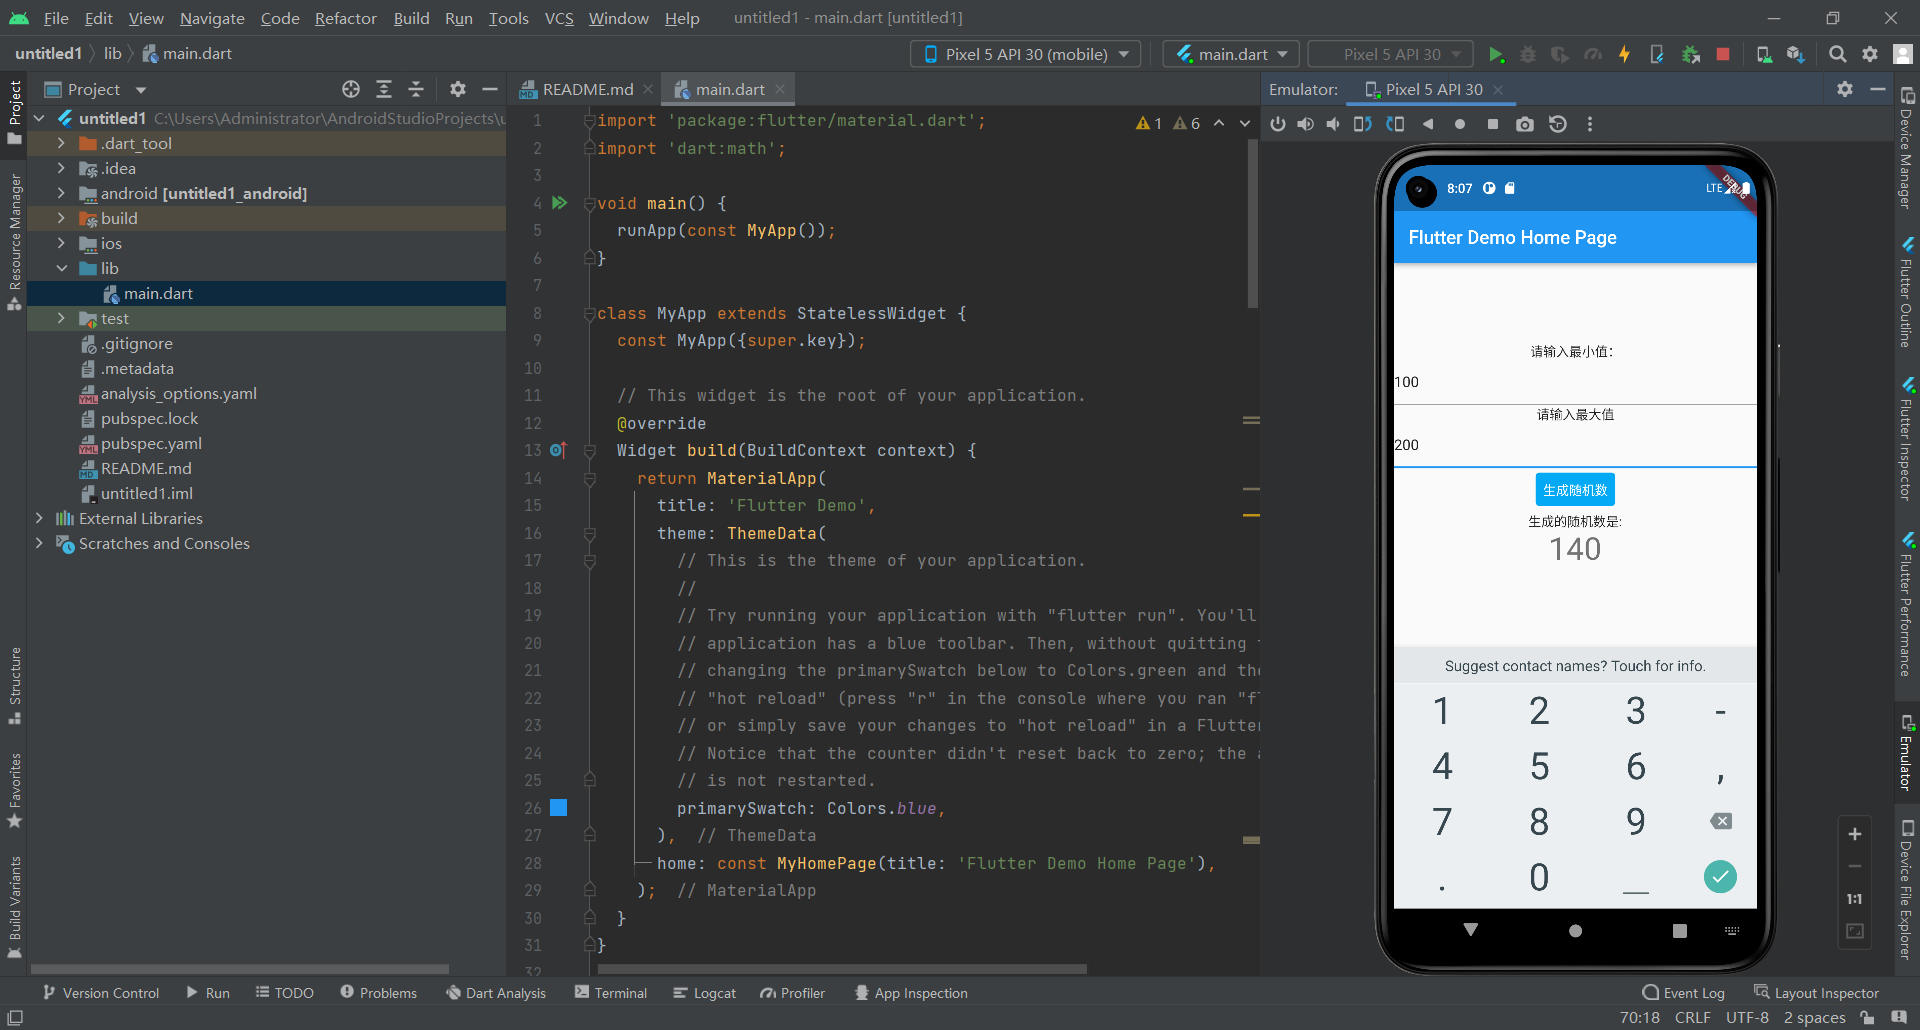 File Edit View Navigate Code Refactor Build Run Tools VCS Window Help untitled1 - main.dart [untitled1]
untitled1 lib main.dart Pixel 5 API 30 (mobile) main.dart Pixel 5 API 30
Project
README.md main.dart
Emulator: Pixel 5 API 30
untitled1 C:\Users\Administrator\AndroidStudioProjects\u
.dart_tool
.idea
android [untitled1_android]
build
ios
lib
main.dart
test
.gitignore
.metadata
analysis_options.yaml
pubspec.lock
pubspec.yaml
README.md
untitled1.iml
External Libraries
Scratches and Consoles
Project
Resource Manager
Structure
Favorites
Build Variants
1 import 'package:flutter/material.dart';
1 6
2 import 'dart:math';
3
4 void main() {
5 runApp(const MyApp());
6 }
7
8 class MyApp extends StatelessWidget {
9 const MyApp({super.key});
10
11 // This widget is the root of your application.
12 @override
13 Widget build(BuildContext context) {
14 return MaterialApp(
15 title: 'Flutter Demo',
16 theme: ThemeData(
17 // This is the theme of your application.
18 //
19 // Try running your application with "flutter run". You'll
20 // application has a blue toolbar. Then, without quitting t
21 // changing the primarySwatch below to Colors.green and the
22 // "hot reload" (press "r" in the console where you ran "fl
23 // or simply save your changes to "hot reload" in a Flutter
24 // Notice that the counter didn't reset back to zero; the a
25 // is not restarted.
26 primarySwatch: Colors.blue,
27 ), // ThemeData
28 home: const MyHomePage(title: 'Flutter Demo Home Page'),
29 ); // MaterialApp
30 }
31 }
32
8:07 LTE
DEBUG
Flutter Demo Home Page
请输入最小值：
100
请输入最大值
200
生成随机数
生成的随机数是:
140
Suggest contact names? Touch for info.
1 2 3 -
4 5 6 ,
7 8 9
. 0
1:1
Device Manager
Flutter Outline
Flutter Inspector
Flutter Performance
Emulator
Device File Explorer
Version Control Run TODO Problems Dart Analysis Terminal Logcat Profiler App Inspection Event Log Layout Inspector
70:18 CRLF UTF-8 2 spaces